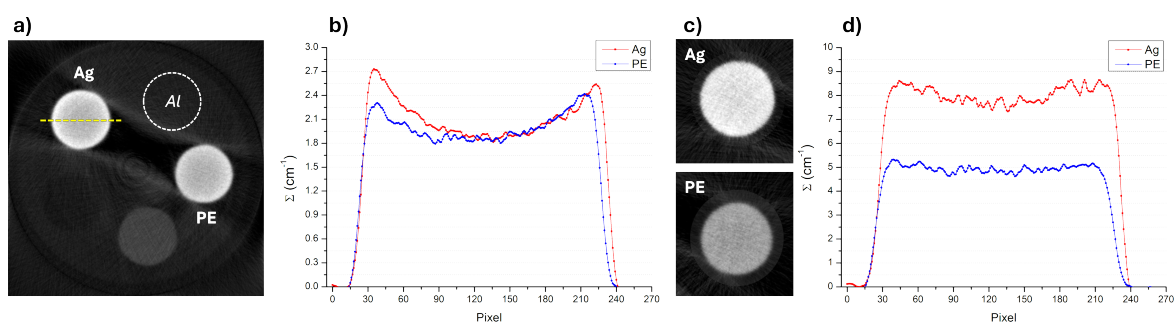 a)
Ag
Al
PE
b)
3.0
2.7
2.4
2.1
1.8
1.5
1.2
0.9
0.6
0.3
0.0
Σ (cm⁻¹)
0 30 60 90 120 150 180 210 240 270
Pixel
Ag
PE
c)
Ag
PE
d)
10
9
8
7
6
5
4
3
2
1
0
Σ (cm⁻¹)
0 30 60 90 120 150 180 210 240 270
Pixel
Ag
PE